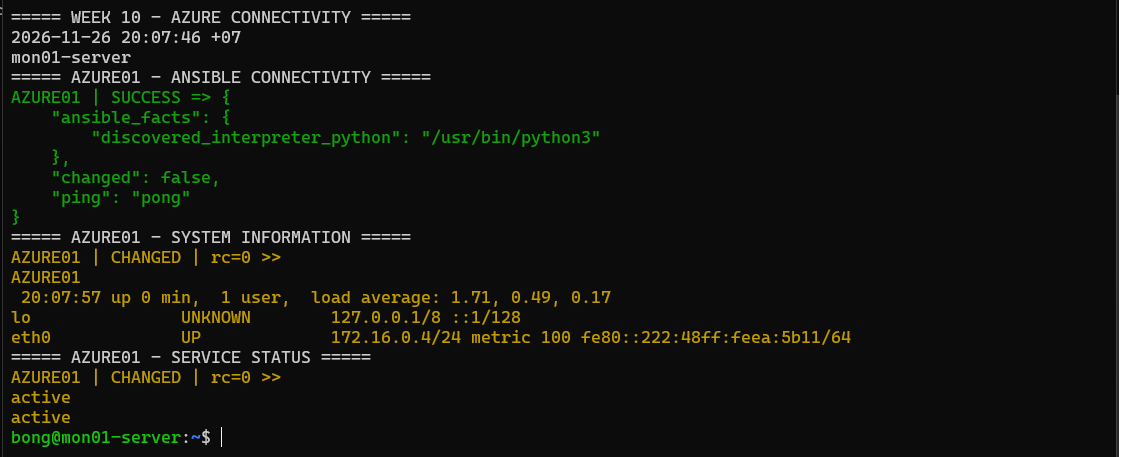 ===== WEEK 10 - AZURE CONNECTIVITY =====
2026-11-26 20:07:46 +07
mon01-server
===== AZURE01 - ANSIBLE CONNECTIVITY =====
AZURE01 | SUCCESS => {
    "ansible_facts": {
        "discovered_interpreter_python": "/usr/bin/python3"
    },
    "changed": false,
    "ping": "pong"
}
===== AZURE01 - SYSTEM INFORMATION =====
AZURE01 | CHANGED | rc=0 >>
AZURE01
 20:07:57 up 0 min,  1 user,  load average: 1.71, 0.49, 0.17
lo               UNKNOWN        127.0.0.1/8 ::1/128
eth0             UP             172.16.0.4/24 metric 100 fe80::222:48ff:feea:5b11/64
===== AZURE01 - SERVICE STATUS =====
AZURE01 | CHANGED | rc=0 >>
active
active
bong@mon01-server:~$